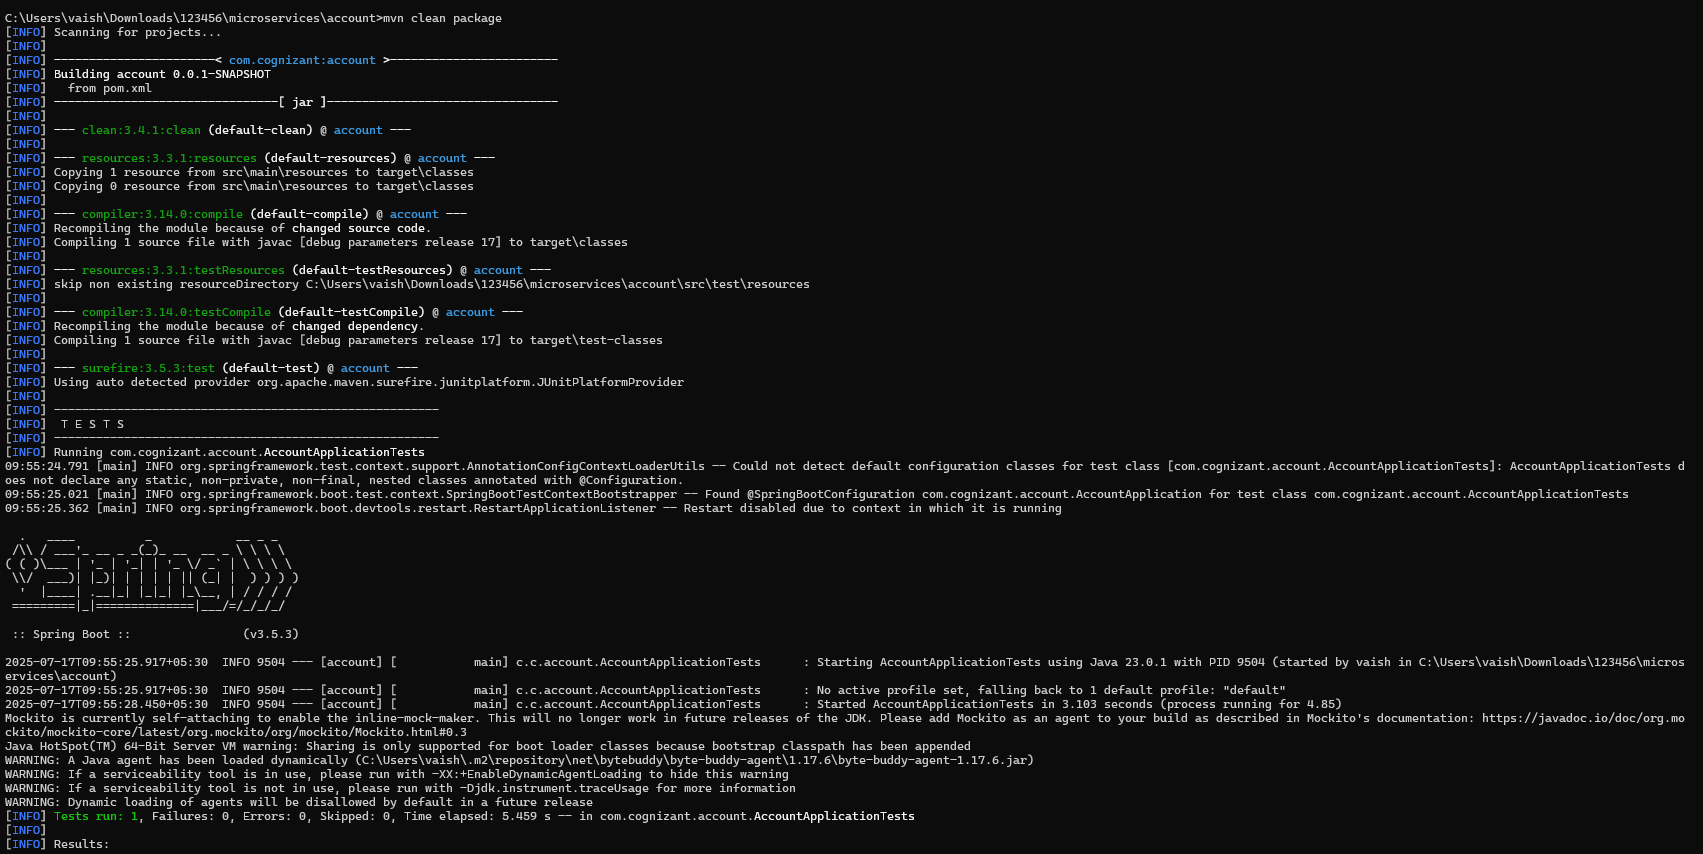 C:\Users\vaish\Downloads\123456\microservices\account>mvn clean package
[INFO] Scanning for projects...
[INFO]
[INFO] -----------------------< com.cognizant:account >------------------------
[INFO] Building account 0.0.1-SNAPSHOT
[INFO]   from pom.xml
[INFO] --------------------------------[ jar ]---------------------------------
[INFO]
[INFO] --- clean:3.4.1:clean (default-clean) @ account ---
[INFO]
[INFO] --- resources:3.3.1:resources (default-resources) @ account ---
[INFO] Copying 1 resource from src\main\resources to target\classes
[INFO] Copying 0 resource from src\main\resources to target\classes
[INFO]
[INFO] --- compiler:3.14.0:compile (default-compile) @ account ---
[INFO] Recompiling the module because of changed source code.
[INFO] Compiling 1 source file with javac [debug parameters release 17] to target\classes
[INFO]
[INFO] --- resources:3.3.1:testResources (default-testResources) @ account ---
[INFO] skip non existing resourceDirectory C:\Users\vaish\Downloads\123456\microservices\account\src\test\resources
[INFO]
[INFO] --- compiler:3.14.0:testCompile (default-testCompile) @ account ---
[INFO] Recompiling the module because of changed dependency.
[INFO] Compiling 1 source file with javac [debug parameters release 17] to target\test-classes
[INFO]
[INFO] --- surefire:3.5.3:test (default-test) @ account ---
[INFO] Using auto detected provider org.apache.maven.surefire.junitplatform.JUnitPlatformProvider
[INFO]
[INFO] -------------------------------------------------------
[INFO]  T E S T S
[INFO] -------------------------------------------------------
[INFO] Running com.cognizant.account.AccountApplicationTests
09:55:24.791 [main] INFO org.springframework.test.context.support.AnnotationConfigContextLoaderUtils -- Could not detect default configuration classes for test class [com.cognizant.account.AccountApplicationTests]: AccountApplicationTests d
oes not declare any static, non-private, non-final, nested classes annotated with @Configuration.
09:55:25.021 [main] INFO org.springframework.boot.test.context.SpringBootTestContextBootstrapper -- Found @SpringBootConfiguration com.cognizant.account.AccountApplication for test class com.cognizant.account.AccountApplicationTests
09:55:25.362 [main] INFO org.springframework.boot.devtools.restart.RestartApplicationListener -- Restart disabled due to context in which it is running
  .   ____          _            __ _ _
 /\\ / ___'_ __ _ _(_)_ __  __ _ \ \ \ \
( ( )\___ | '_ | '_| | '_ \/ _` | \ \ \ \
 \\/  ___)| |_)| | | | | || (_| |  ) ) ) )
  '  |____| .__|_| |_|_| |_\__, | / / / /
 =========|_|==============|___/=/_/_/_/
 :: Spring Boot ::                (v3.5.3)
2025-07-17T09:55:25.917+05:30  INFO 9504 --- [account] [           main] c.c.account.AccountApplicationTests      : Starting AccountApplicationTests using Java 23.0.1 with PID 9504 (started by vaish in C:\Users\vaish\Downloads\123456\micros
ervices\account)
2025-07-17T09:55:25.917+05:30  INFO 9504 --- [account] [           main] c.c.account.AccountApplicationTests      : No active profile set, falling back to 1 default profile: "default"
2025-07-17T09:55:28.450+05:30  INFO 9504 --- [account] [           main] c.c.account.AccountApplicationTests      : Started AccountApplicationTests in 3.103 seconds (process running for 4.85)
Mockito is currently self-attaching to enable the inline-mock-maker. This will no longer work in future releases of the JDK. Please add Mockito as an agent to your build as described in Mockito's documentation: https://javadoc.io/doc/org.mo
ckito/mockito-core/latest/org.mockito/org/mockito/Mockito.html#0.3
Java HotSpot(TM) 64-Bit Server VM warning: Sharing is only supported for boot loader classes because bootstrap classpath has been appended
WARNING: A Java agent has been loaded dynamically (C:\Users\vaish\.m2\repository\net\bytebuddy\byte-buddy-agent\1.17.6\byte-buddy-agent-1.17.6.jar)
WARNING: If a serviceability tool is in use, please run with -XX:+EnableDynamicAgentLoading to hide this warning
WARNING: If a serviceability tool is not in use, please run with -Djdk.instrument.traceUsage for more information
WARNING: Dynamic loading of agents will be disallowed by default in a future release
[INFO] Tests run: 1, Failures: 0, Errors: 0, Skipped: 0, Time elapsed: 5.459 s -- in com.cognizant.account.AccountApplicationTests
[INFO]
[INFO] Results: